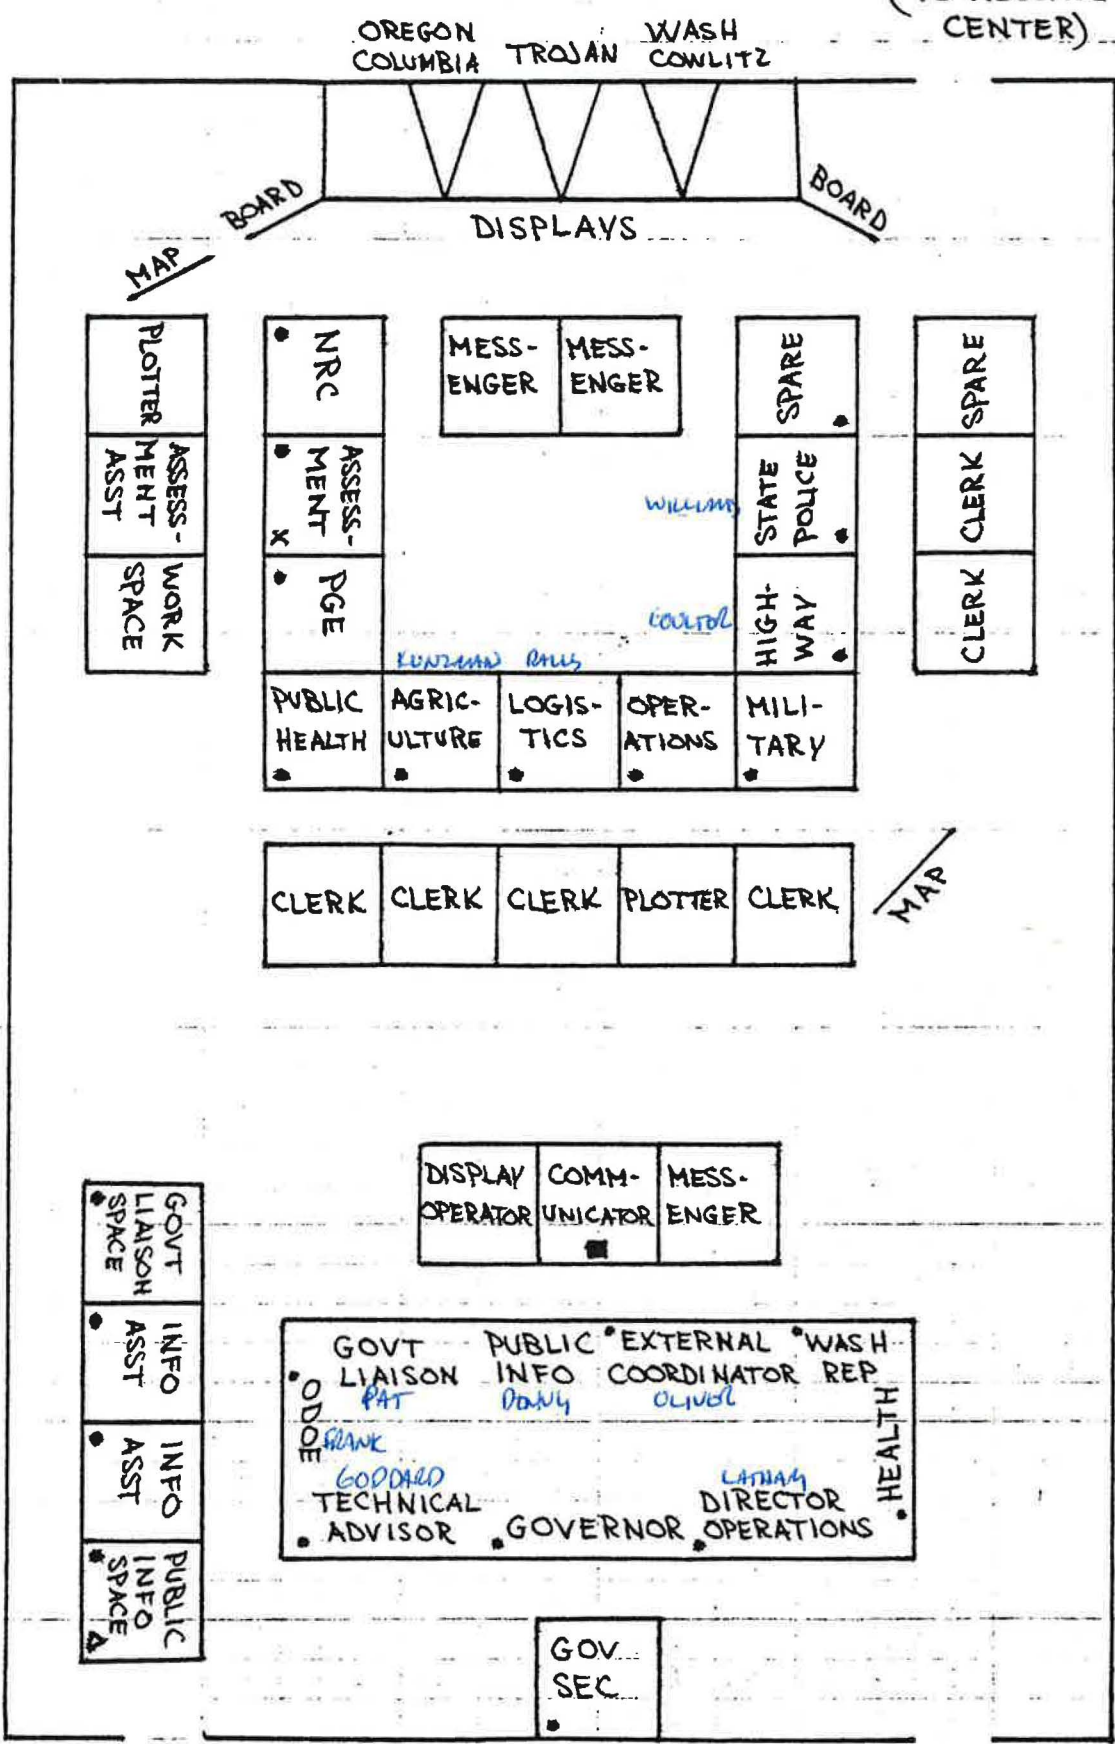 CENTER)
OREGON
COLUMBIA
TROJAN
WASH
COWLITZ
BOARD
BOARD
DISPLAYS
MAP
PLOTTER
ASSESS-
MENT
ASST
WORK
SPACE
NRC
ASSESS-
MENT
X
PGE
MESS-
ENGER
MESS-
ENGER
SPARE
STATE
POLICE
HIGH-
WAY
SPARE
CLERK
CLERK
WILLIAMS
COULTOR
KUNZMAN RALLS
PUBLIC
HEALTH
AGRIC-
ULTURE
LOGIS-
TICS
OPER-
ATIONS
MILI-
TARY
CLERK
CLERK
CLERK
PLOTTER
CLERK
MAP
DISPLAY
OPERATOR
COMM-
UNICATOR
MESS-
ENGER
GOVT
LIAISON
SPACE
INFO
ASST
INFO
ASST
PUBLIC
INFO
SPACE
GOVT
LIAISON
PAT
PUBLIC
INFO
DANNY
EXTERNAL
COORDINATOR
OLIVER
WASH
REP
ODOE
FRANK
HEALTH
GODDARD
TECHNICAL
ADVISOR
GOVERNOR
LATHAM
DIRECTOR
OPERATIONS
GOV
SEC